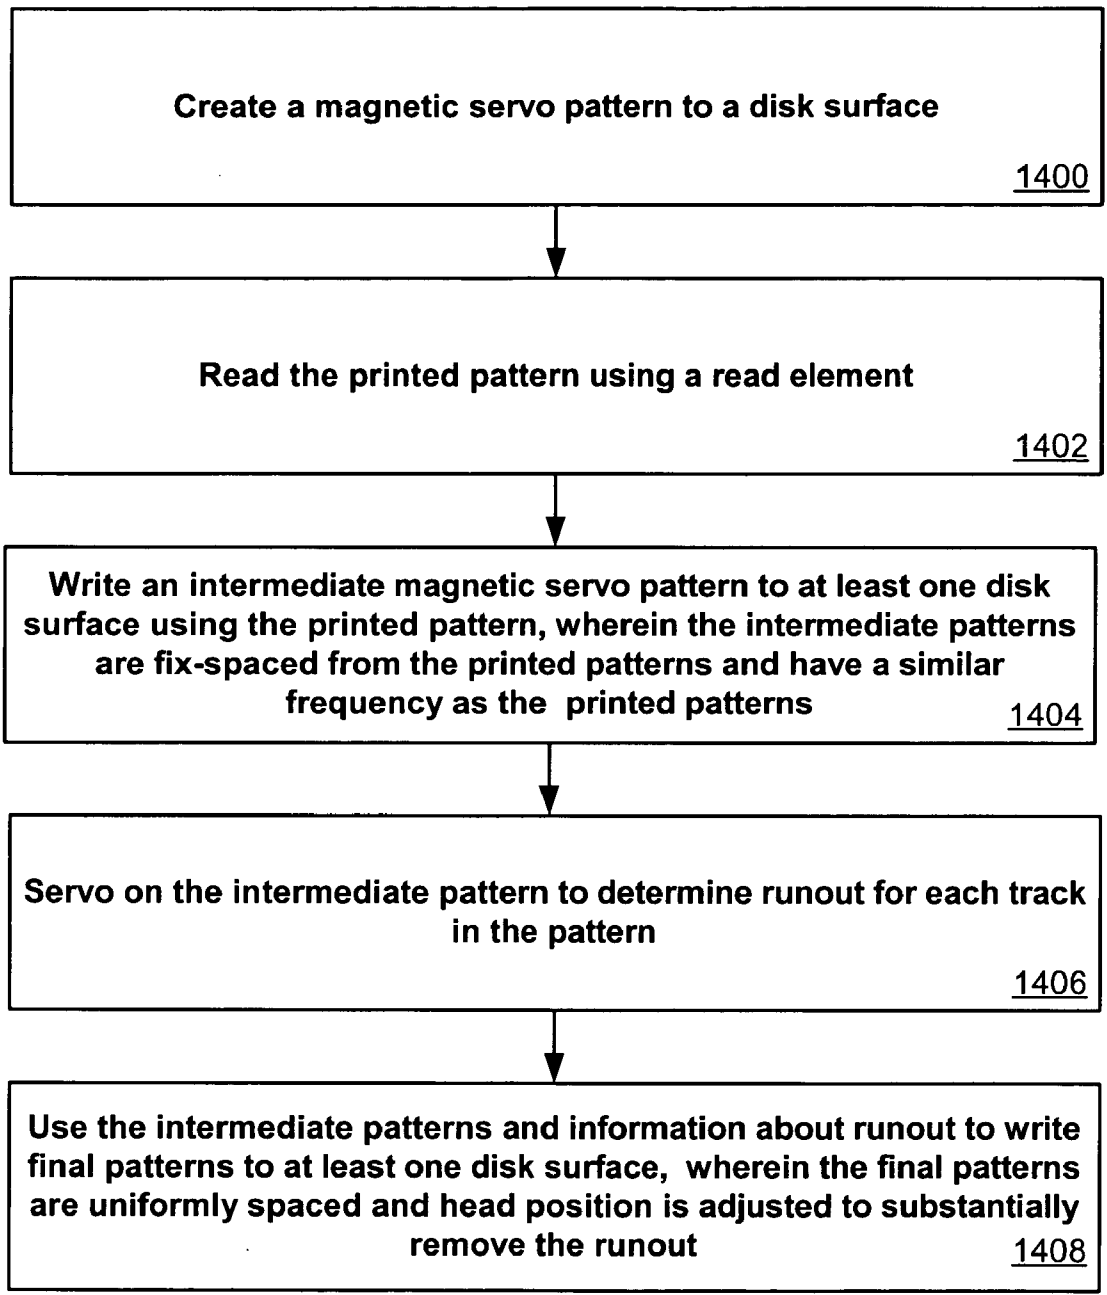 Create a magnetic servo pattern to a disk surface
1400
Read the printed pattern using a read element
1402
Write an intermediate magnetic servo pattern to at least one disk
surface using the printed pattern, wherein the intermediate patterns
are fix-spaced from the printed patterns and have a similar
frequency as the printed patterns
1404
Servo on the intermediate pattern to determine runout for each track
in the pattern
1406
Use the intermediate patterns and information about runout to write
final patterns to at least one disk surface, wherein the final patterns
are uniformly spaced and head position is adjusted to substantially
remove the runout
1408